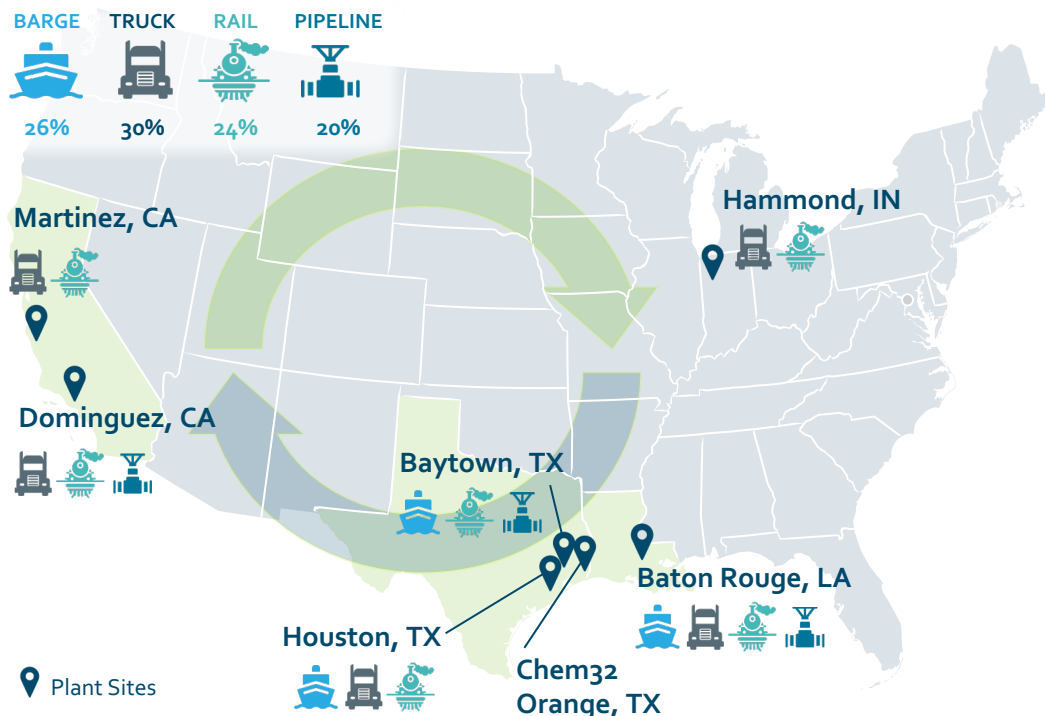 BARGE TRUCK RAIL PIPELINE
26% 30% 24% 20%
Martinez, CA
Hammond, IN
Dominguez, CA
Baytown, TX
Baton Rouge, LA
Houston, TX
Chem32
Orange, TX
Plant Sites